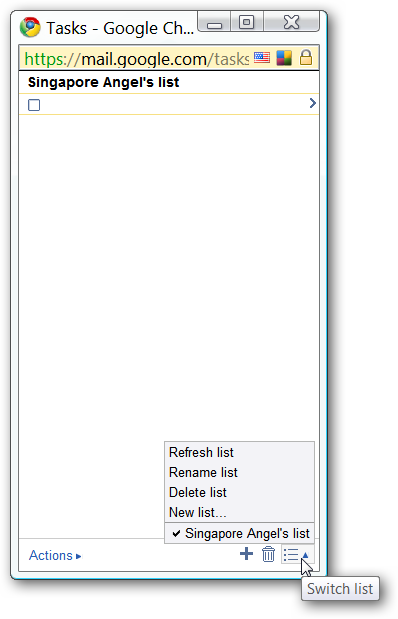 Tasks - Google Ch...
https://mail.google.com/tasks
Singapore Angel's list
Refresh list
Rename list
Delete list
New list...
Singapore Angel's list
Actions
Switch list